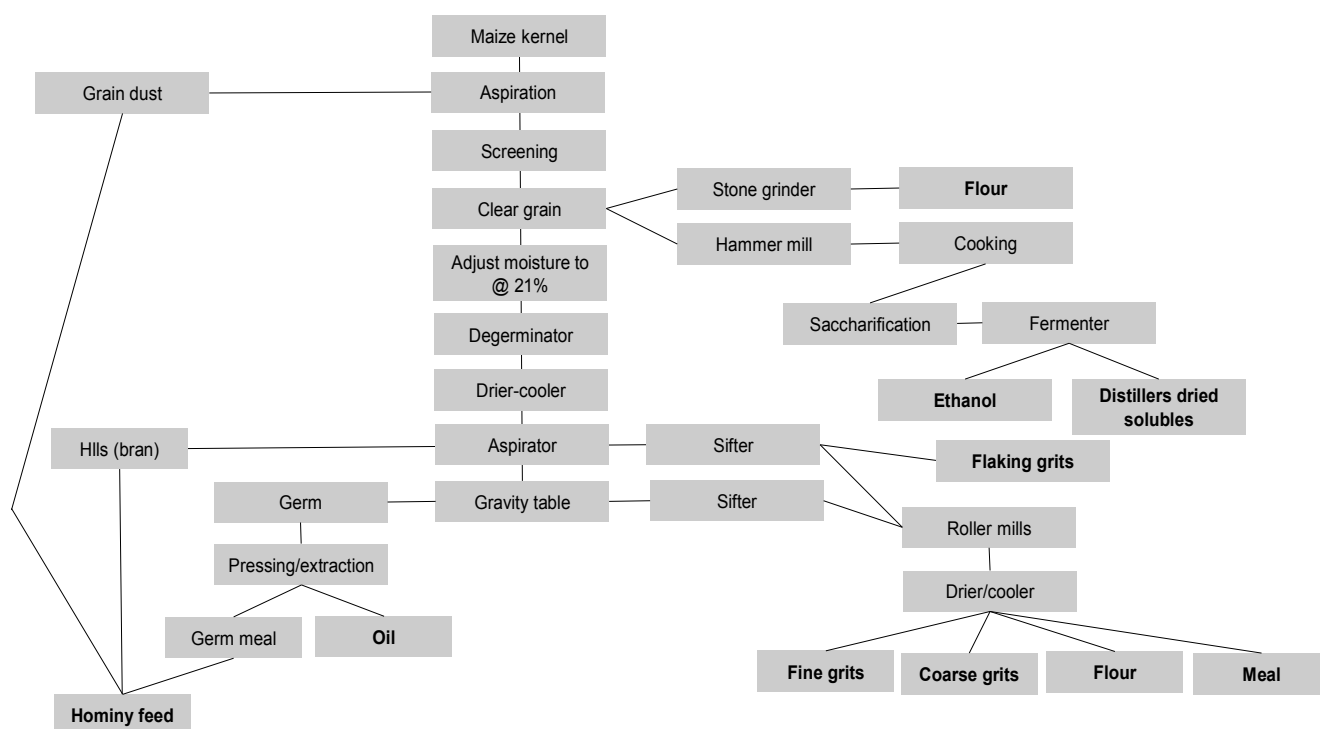 Maize kernel
Grain dust
Aspiration
Screening
Stone grinder
Flour
Clear grain
Hammer mill
Cooking
Adjust moisture to
@ 21%
Saccharification
Fermenter
Degerminator
Drier-cooler
Ethanol
Distillers dried
solubles
Hlls (bran)
Aspirator
Sifter
Flaking grits
Germ
Gravity table
Sifter
Roller mills
Pressing/extraction
Drier/cooler
Germ meal
Oil
Fine grits
Coarse grits
Flour
Meal
Hominy feed